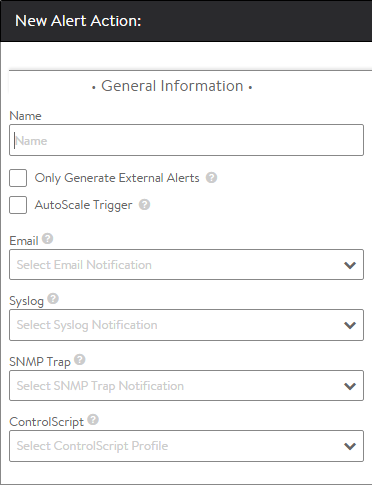 New Alert Action:
• General Information •
Name
Name
Only Generate External Alerts ?
AutoScale Trigger ?
Email ?
Select Email Notification
Syslog ?
Select Syslog Notification
SNMP Trap ?
Select SNMP Trap Notification
ControlScript ?
Select ControlScript Profile